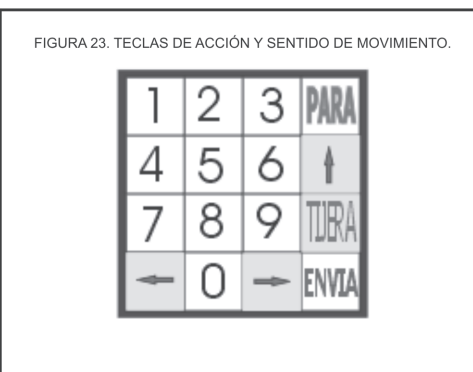 FIGURA 23. TECLAS DE ACCIÓN Y SENTIDO DE MOVIMIENTO.
1 2 3 PARA
4 5 6 ↑
7 8 9 TIJERA
← 0 → ENVIA